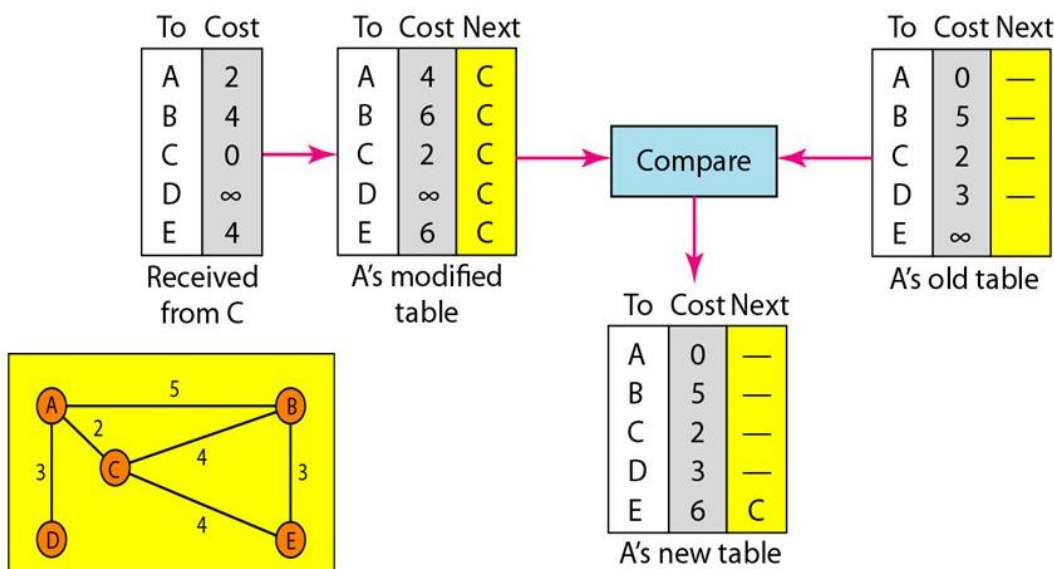 To Cost
A 2
B 4
C 0
D ∞
E 4
Received
from C
To Cost Next
A 4 C
B 6 C
C 2 C
D ∞ C
E 6 C
A's modified
table
Compare
To Cost Next
A 0 —
B 5 —
C 2 —
D 3 —
E ∞
A's old table
To Cost Next
A 0 —
B 5 —
C 2 —
D 3 —
E 6 C
A's new table
A 5 B
2
C 4
3 3
4
D E